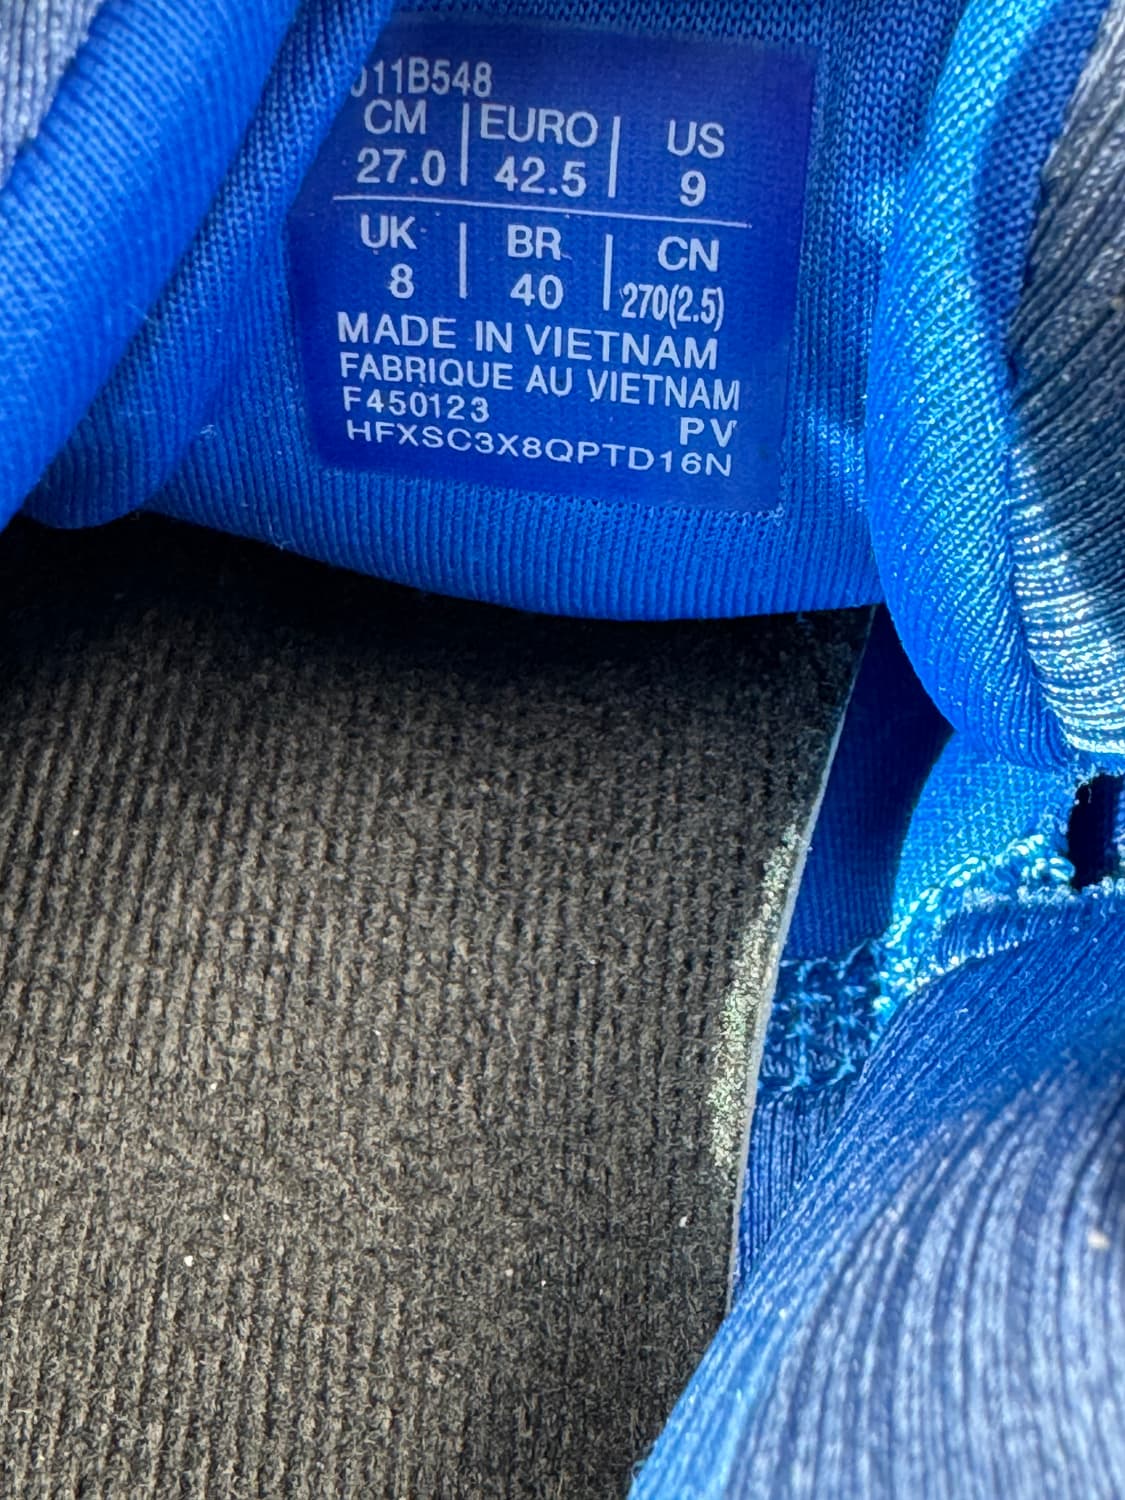 011B548
CM | EURO | US
27.0 | 42.5 | 9
UK | BR | CN
8 | 40 | 270(2.5)
MADE IN VIETNAM
FABRIQUE AU VIETNAM
F450123 PV
HFXSC3X8QPTD16N